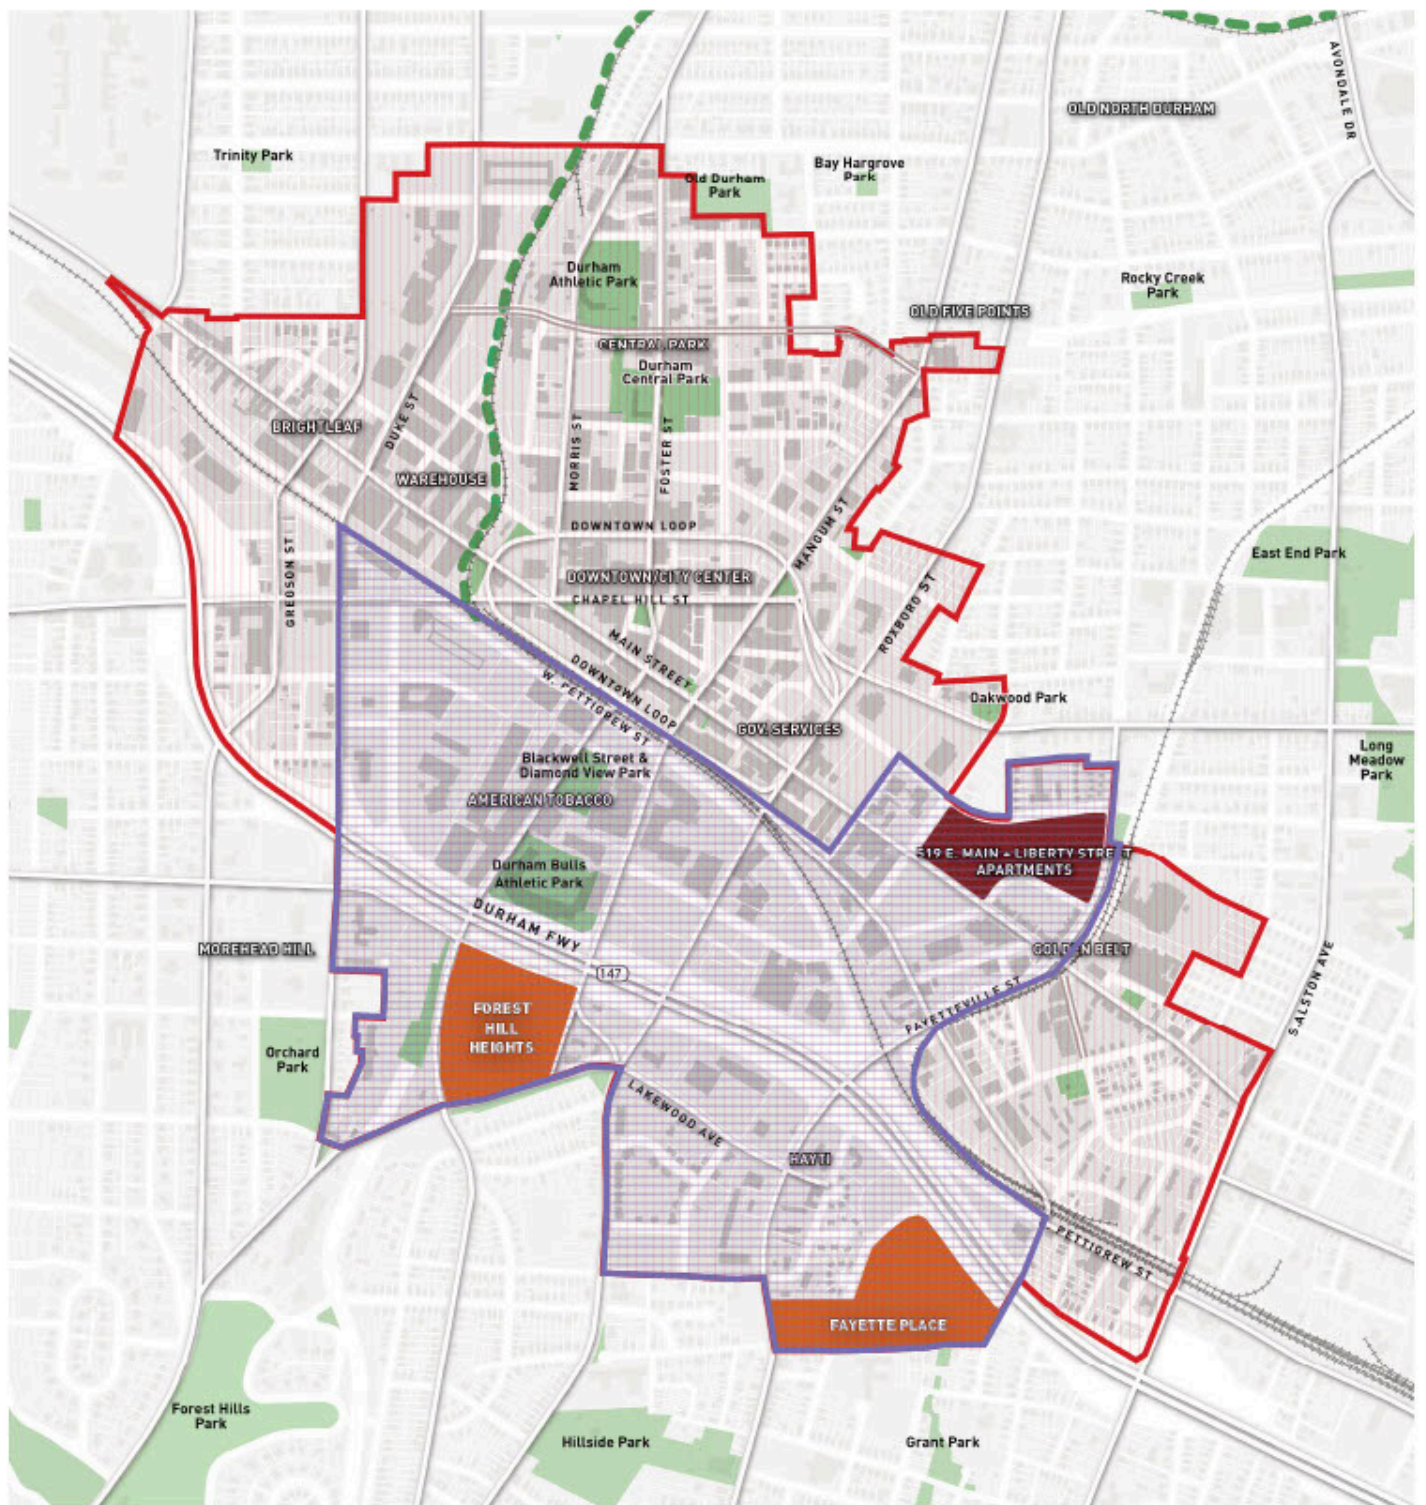 AVONDALE DR
OLD NORTH DURHAM
Trinity Park
Bay Hargrove
Park
Old Durham
Park
Durham
Athletic Park
Rocky Creek
Park
OLD FIVE POINTS
CENTRAL PARK
Durham
Central Park
BRIGHTLEAF
DUKE ST
MORRIS ST
FOSTER ST
WAREHOUSE
DOWNTOWN LOOP
MANGUM ST
East End Park
GREGSON ST
DOWNTOWN/CITY CENTER
CHAPEL HILL ST
ROXBORO ST
MAIN STREET
DOWNTOWN LOOP
W. PETTIGREW ST
Oakwood Park
GOV. SERVICES
Long
Meadow
Park
Blackwell Street &
Diamond View Park
AMERICAN TOBACCO
519 E. MAIN + LIBERTY STREET
APARTMENTS
Durham Bulls
Athletic Park
DURHAM FWY
MOREHEAD HILL
GOLDEN BELT
147
S.ALSTON AVE
FAYETTEVILLE ST
FOREST
HILL
HEIGHTS
Orchard
Park
LAKEWOOD AVE
HAYTI
PETTIGREW ST
FAYETTE PLACE
Forest Hills
Park
Hillside Park
Grant Park